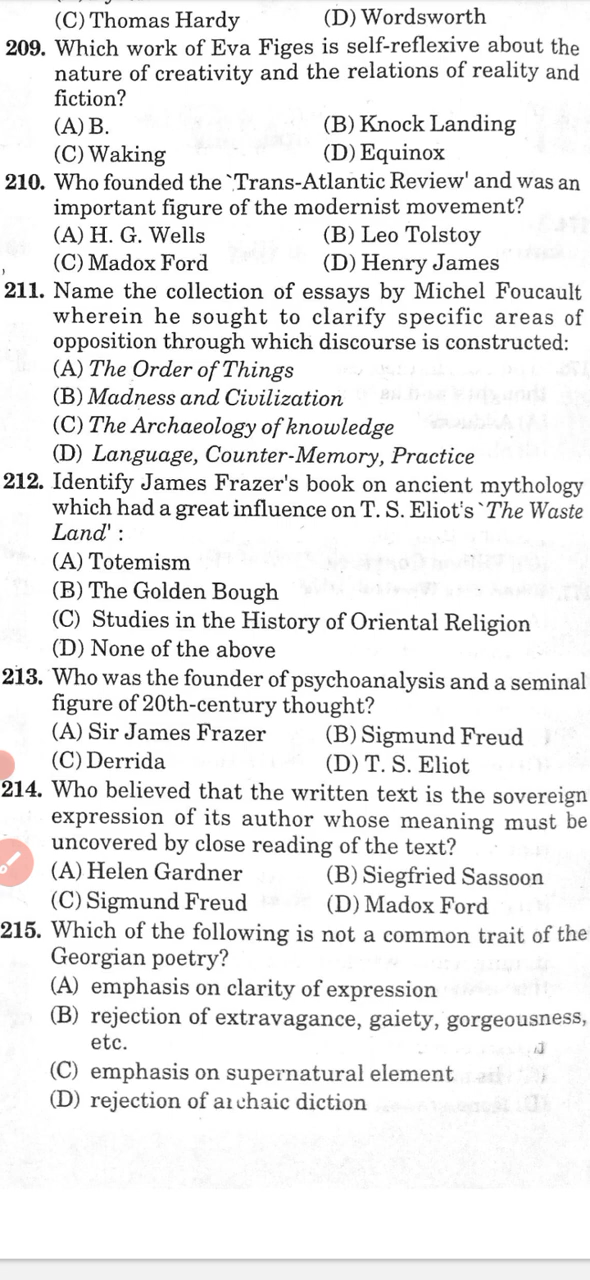 (C) Thomas Hardy (D) Wordsworth
209. Which work of Eva Figes is self-reflexive about the
nature of creativity and the relations of reality and
fiction?
(A) B. (B) Knock Landing
(C) Waking (D) Equinox
210. Who founded the `Trans-Atlantic Review' and was an
important figure of the modernist movement?
(A) H. G. Wells (B) Leo Tolstoy
(C) Madox Ford (D) Henry James
211. Name the collection of essays by Michel Foucault
wherein he sought to clarify specific areas of
opposition through which discourse is constructed:
(A) The Order of Things
(B) Madness and Civilization
(C) The Archaeology of knowledge
(D) Language, Counter-Memory, Practice
212. Identify James Frazer's book on ancient mythology
which had a great influence on T. S. Eliot's `The Waste
Land' :
(A) Totemism
(B) The Golden Bough
(C) Studies in the History of Oriental Religion
(D) None of the above
213. Who was the founder of psychoanalysis and a seminal
figure of 20th-century thought?
(A) Sir James Frazer (B) Sigmund Freud
(C) Derrida (D) T. S. Eliot
214. Who believed that the written text is the sovereign
expression of its author whose meaning must be
uncovered by close reading of the text?
(A) Helen Gardner (B) Siegfried Sassoon
(C) Sigmund Freud (D) Madox Ford
215. Which of the following is not a common trait of the
Georgian poetry?
(A) emphasis on clarity of expression
(B) rejection of extravagance, gaiety, gorgeousness,
etc.
(C) emphasis on supernatural element
(D) rejection of archaic diction